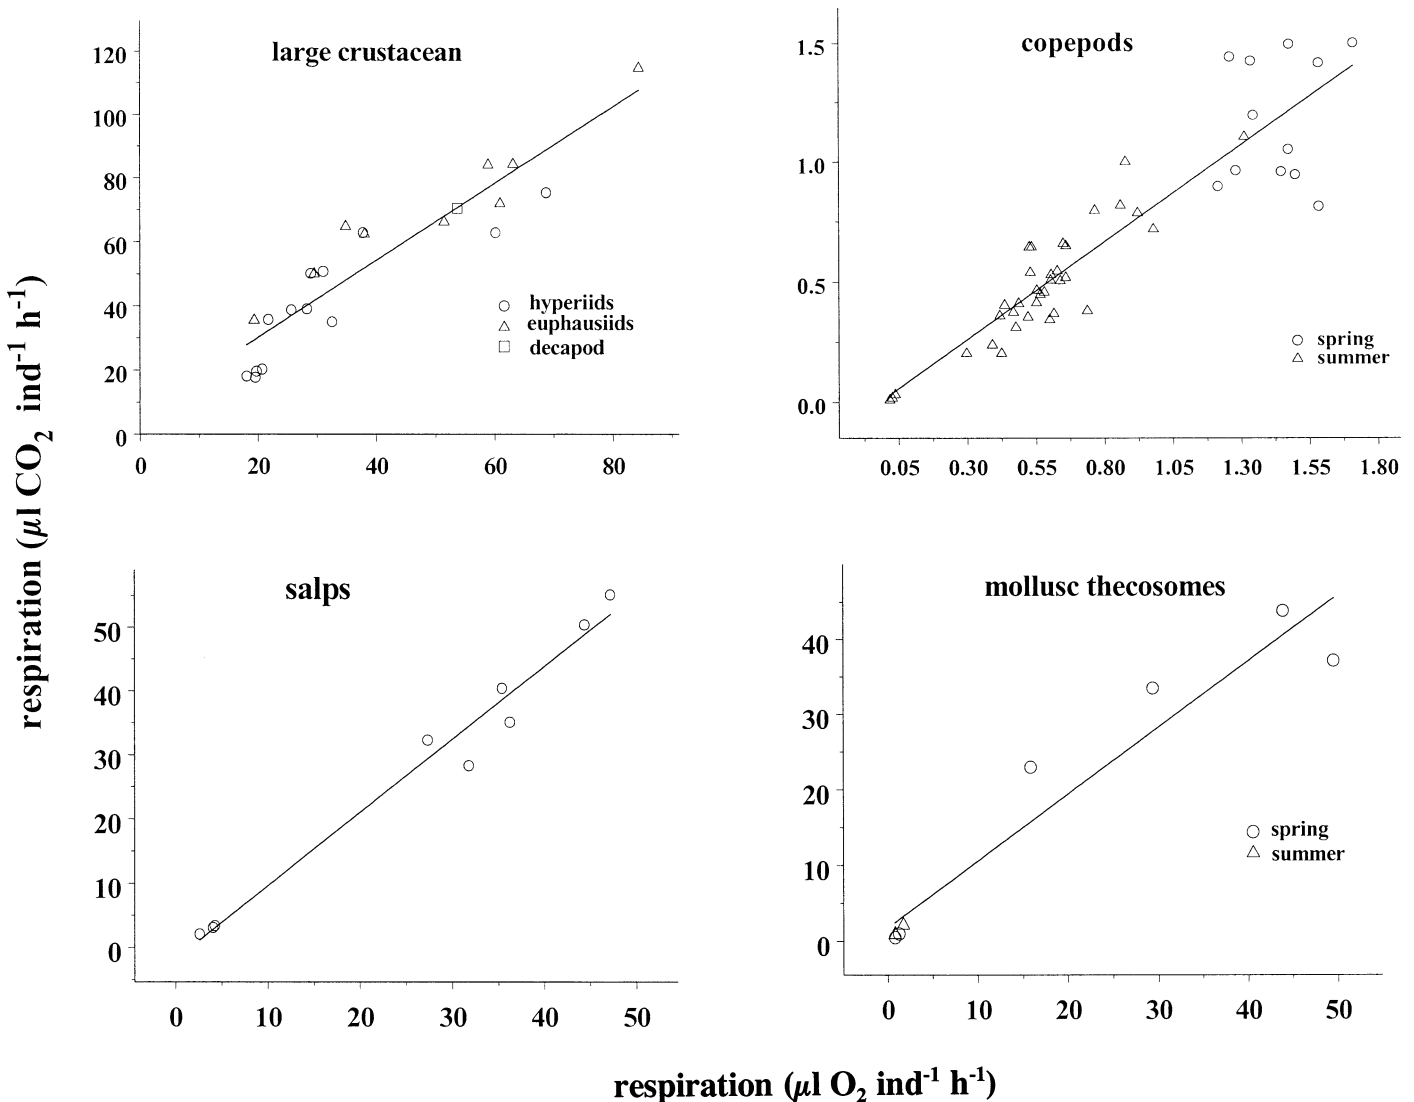 large crustacean
120
100
80
60
40
20
0
0 20 40 60 80
hyperiids
euphausiids
decapod
copepods
1.5
1.0
0.5
0.0
0.05 0.30 0.55 0.80 1.05 1.30 1.55 1.80
spring
summer
salps
50
40
30
20
10
0
0 10 20 30 40 50
mollusc thecosomes
40
30
20
10
0
0 10 20 30 40 50
spring
summer
respiration (μl CO₂ ind⁻¹ h⁻¹)
respiration (μl O₂ ind⁻¹ h⁻¹)